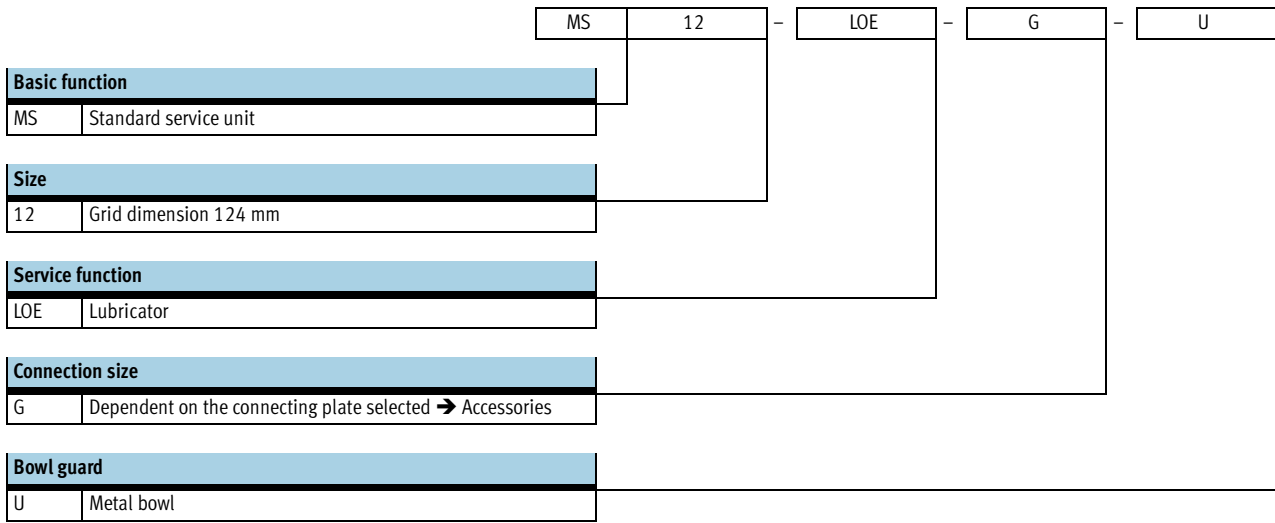 MS 12 – LOE – G – U
Basic function
MS Standard service unit
Size
12 Grid dimension 124 mm
Service function
LOE Lubricator
Connection size
G Dependent on the connecting plate selected ➔ Accessories
Bowl guard
U Metal bowl